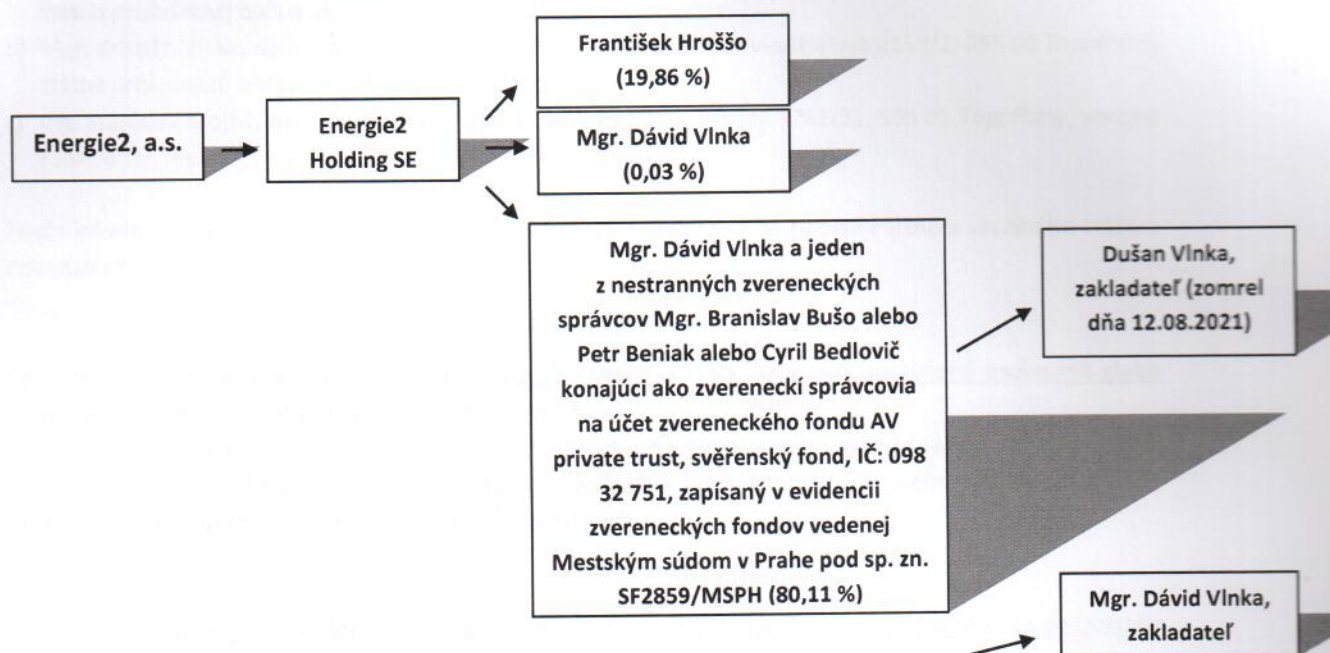 Energie2, a.s.
Energie2
Holding SE
František Hroššo
(19,86 %)
Mgr. Dávid Vlnka
(0,03 %)
Mgr. Dávid Vlnka a jeden
z nestranných zvereneckých
správcov Mgr. Branislav Bušo alebo
Petr Beniak alebo Cyril Bedlovič
konajúci ako zvereneckí správcovia
na účet zvereneckého fondu AV
private trust, svěřenský fond, IČ: 098
32 751, zapísaný v evidencii
zvereneckých fondov vedenej
Mestským súdom v Prahe pod sp. zn.
SF2859/MSPH (80,11 %)
Dušan Vlnka,
zakladateľ (zomrel
dňa 12.08.2021)
Mgr. Dávid Vlnka,
zakladateľ